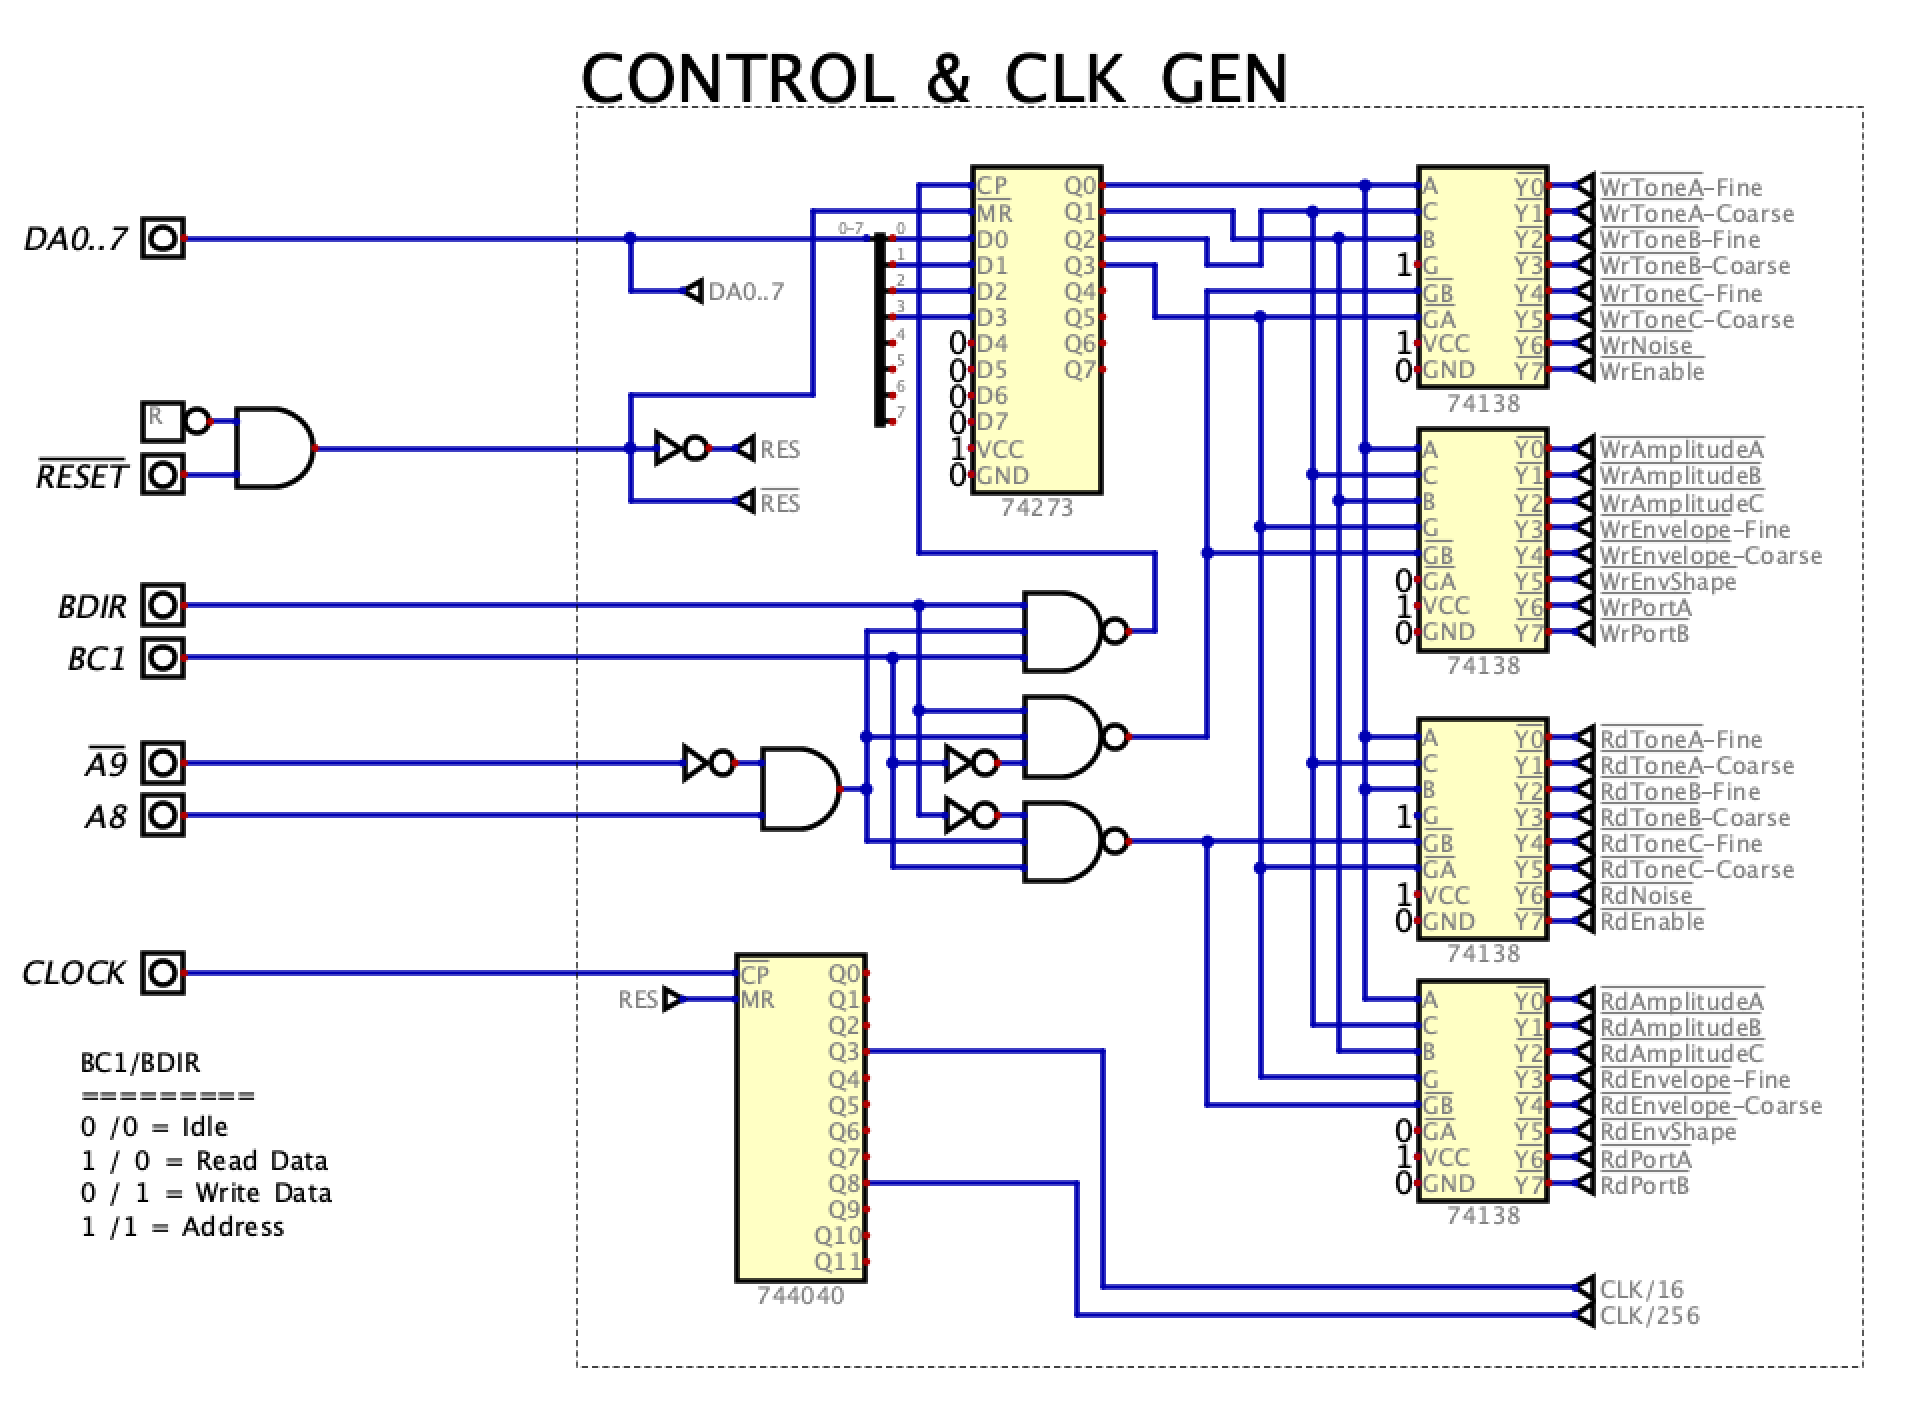 CONTROL & CLK GEN
DA0..7
DA0..7
0-7
0
1
2
3
4
5
6
7
CP
MR
D0
D1
D2
D3
0 D4
0 D5
0 D6
0 D7
1 VCC
0 GND
Q0
Q1
Q2
Q3
Q4
Q5
Q6
Q7
74273
R
RESET
RES
RES
BDIR
BC1
A9
A8
CLOCK
RES
CP
MR
Q0
Q1
Q2
Q3
Q4
Q5
Q6
Q7
Q8
Q9
Q10
Q11
744040
BC1/BDIR
=========
0 /0 = Idle
1 / 0 = Read Data
0 / 1 = Write Data
1 /1 = Address
A Y0 WrToneA-Fine
C Y1 WrToneA-Coarse
B Y2 WrToneB-Fine
1 G Y3 WrToneB-Coarse
GB Y4 WrToneC-Fine
GA Y5 WrToneC-Coarse
1 VCC Y6 WrNoise
0 GND Y7 WrEnable
74138
A Y0 WrAmplitudeA
C Y1 WrAmplitudeB
B Y2 WrAmplitudeC
G Y3 WrEnvelope-Fine
GB Y4 WrEnvelope-Coarse
0 GA Y5 WrEnvShape
1 VCC Y6 WrPortA
0 GND Y7 WrPortB
74138
A Y0 RdToneA-Fine
C Y1 RdToneA-Coarse
B Y2 RdToneB-Fine
1 G Y3 RdToneB-Coarse
GB Y4 RdToneC-Fine
GA Y5 RdToneC-Coarse
1 VCC Y6 RdNoise
0 GND Y7 RdEnable
74138
A Y0 RdAmplitudeA
C Y1 RdAmplitudeB
B Y2 RdAmplitudeC
G Y3 RdEnvelope-Fine
GB Y4 RdEnvelope-Coarse
0 GA Y5 RdEnvShape
1 VCC Y6 RdPortA
0 GND Y7 RdPortB
74138
CLK/16
CLK/256